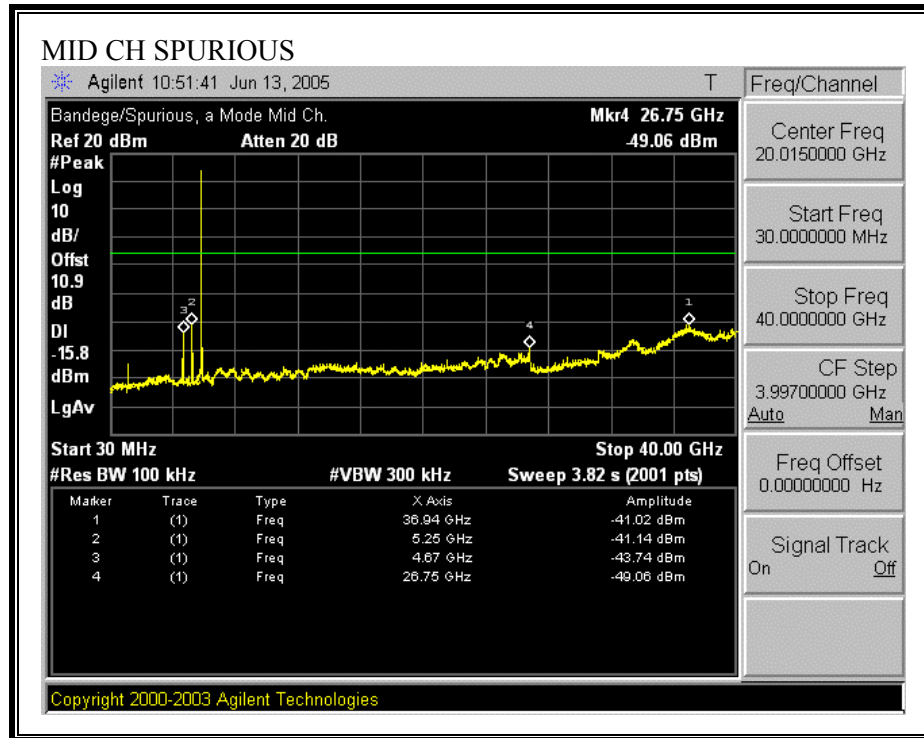 MID CH SPURIOUS
Agilent 10:51:41 Jun 13, 2005 T
Freq/Channel
Bandege/Spurious, a Mode Mid Ch. Mkr4 26.75 GHz
Ref 20 dBm Atten 20 dB -49.06 dBm
#Peak
Log
10
dB/
Offst
10.9
dB
DI
-15.8
dBm
LgAv
3
2
4
1
Start 30 MHz Stop 40.00 GHz
#Res BW 100 kHz #VBW 300 kHz Sweep 3.82 s (2001 pts)
Marker Trace Type X Axis Amplitude
1 (1) Freq 36.94 GHz -41.02 dBm
2 (1) Freq 5.25 GHz -41.14 dBm
3 (1) Freq 4.67 GHz -43.74 dBm
4 (1) Freq 26.75 GHz -49.06 dBm
Center Freq
20.0150000 GHz
Start Freq
30.0000000 MHz
Stop Freq
40.0000000 GHz
CF Step
3.99700000 GHz
Auto Man
Freq Offset
0.00000000 Hz
Signal Track
On Off
Copyright 2000-2003 Agilent Technologies